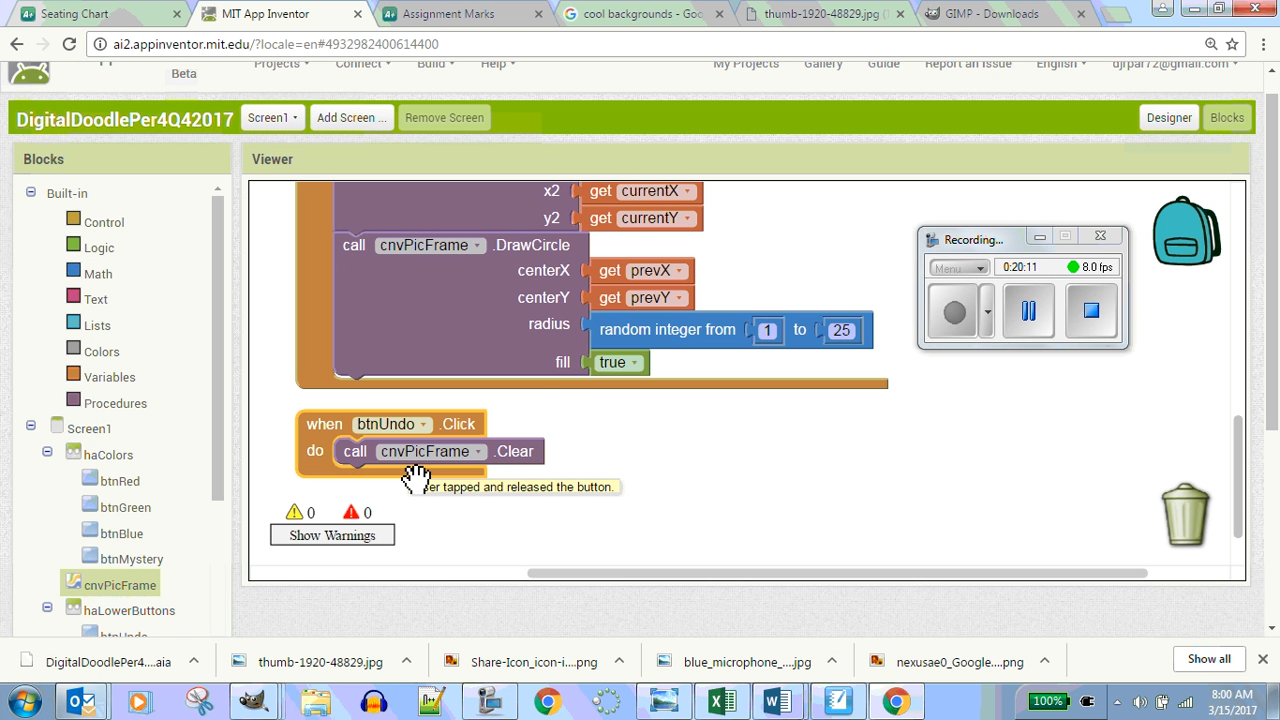 Seating Chart
MIT App Inventor
Assignment Marks
cool backgrounds - Goo
thumb-1920-48829.jpg (1
GIMP - Downloads
ai2.appinventor.mit.edu/?locale=en#4932982400614400
Beta
Projects
Connect
Build
Help
My Projects
Gallery
Guide
Report an Issue
English
djrpar72@gmail.com
DigitalDoodlePer4Q42017
Screen1
Add Screen ...
Remove Screen
Designer
Blocks
Blocks
Viewer
Built-in
Control
Logic
Math
Text
Lists
Colors
Variables
Procedures
Screen1
haColors
btnRed
btnGreen
btnBlue
btnMystery
cnvPicFrame
haLowerButtons
btnUndo
x2 get currentX
y2 get currentY
call cnvPicFrame .DrawCircle
centerX get prevX
centerY get prevY
radius random integer from 1 to 25
fill true
when btnUndo .Click
do call cnvPicFrame .Clear
er tapped and released the button.
0 0
Show Warnings
Recording...
Menu 0:20:11 8.0 fps
DigitalDoodlePer4....aia
thumb-1920-48829.jpg
Share-Icon_icon-i....png
blue_microphone_....jpg
nexusae0_Google....png
Show all
100%
8:00 AM
3/15/2017